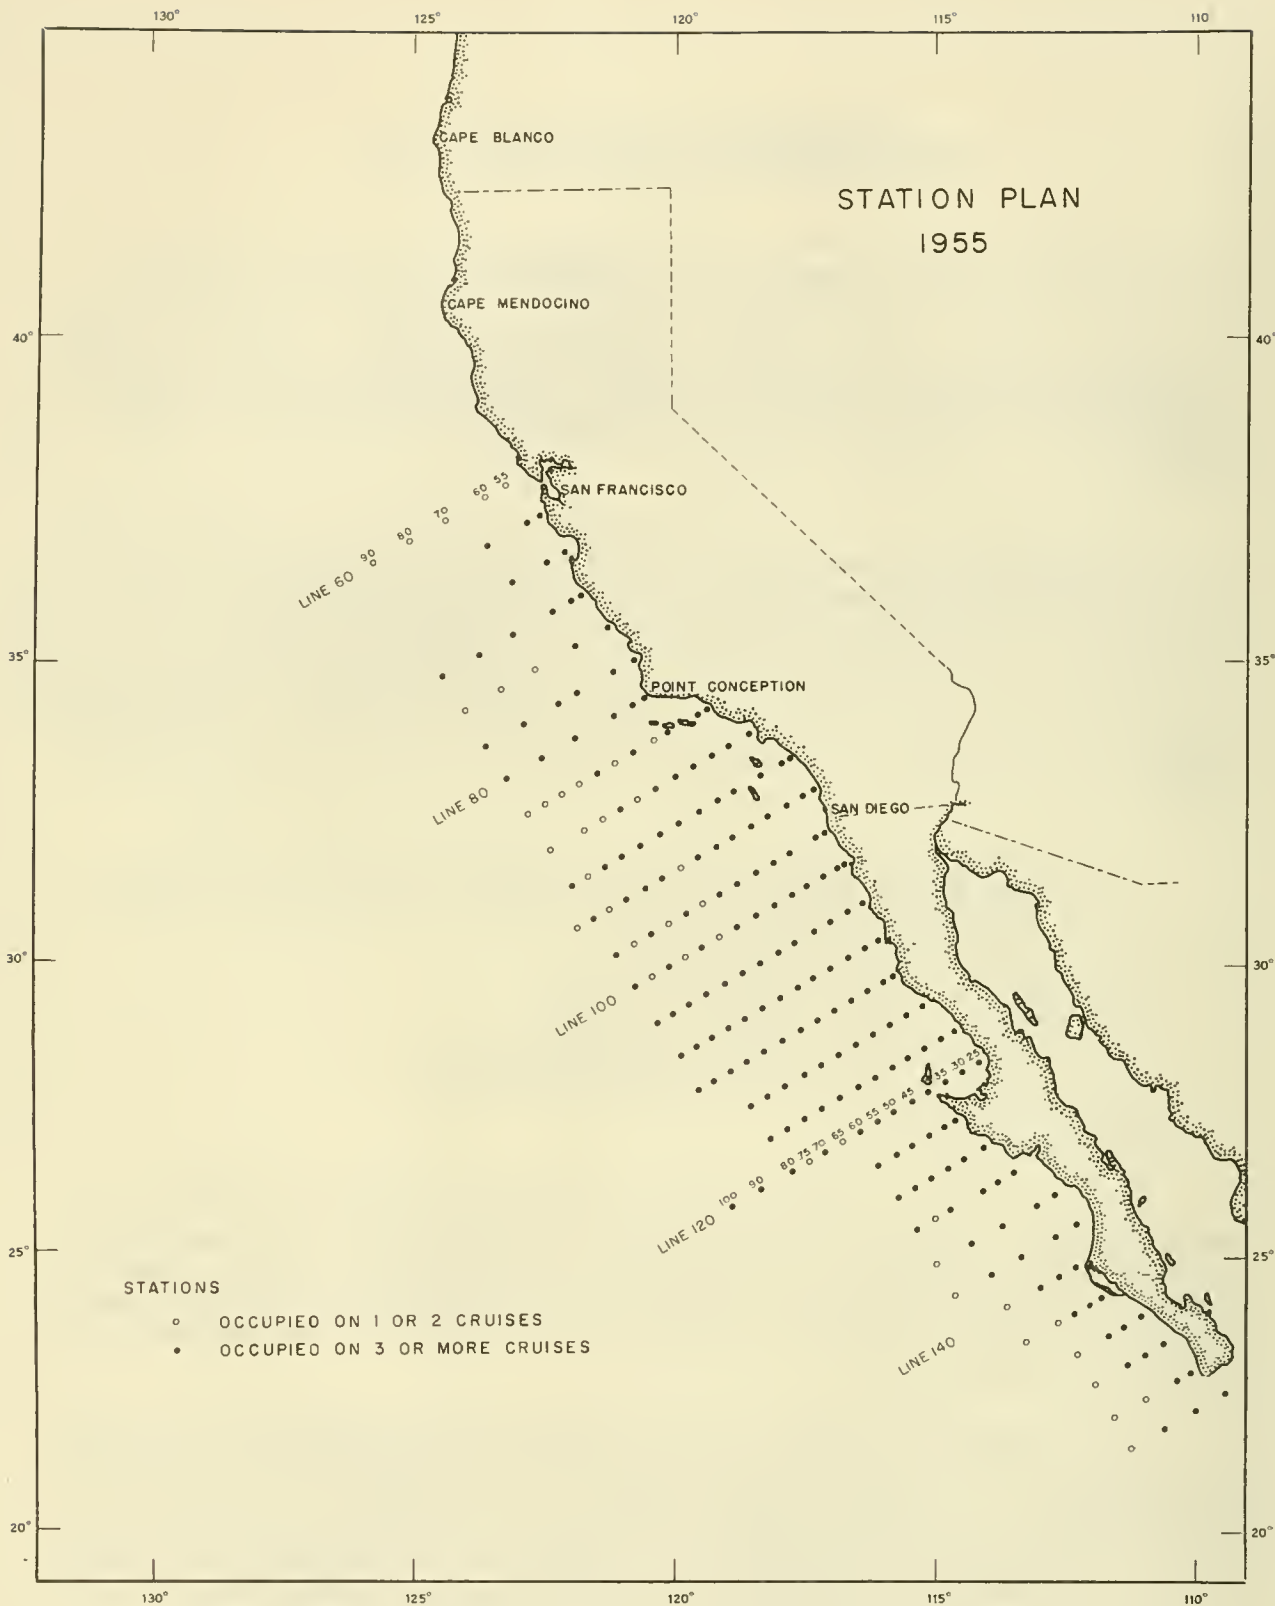 130° 125° 120° 115° 110
CAPE BLANCO
STATION PLAN
1955
CAPE MENDOCINO
40° 40°
SAN FRANCISCO
LINE 60 90 80 70 60 55
35° 35°
POINT CONCEPTION
LINE 80
SAN DIEGO
30° 30°
LINE 100
LINE 120 100 90 80 75 70 65 60 55 50 45 35 30 25
25° 25°
STATIONS
OCCUPIED ON 1 OR 2 CRUISES
OCCUPIED ON 3 OR MORE CRUISES
LINE 140
20° 20°
130° 125° 120° 115° 110°